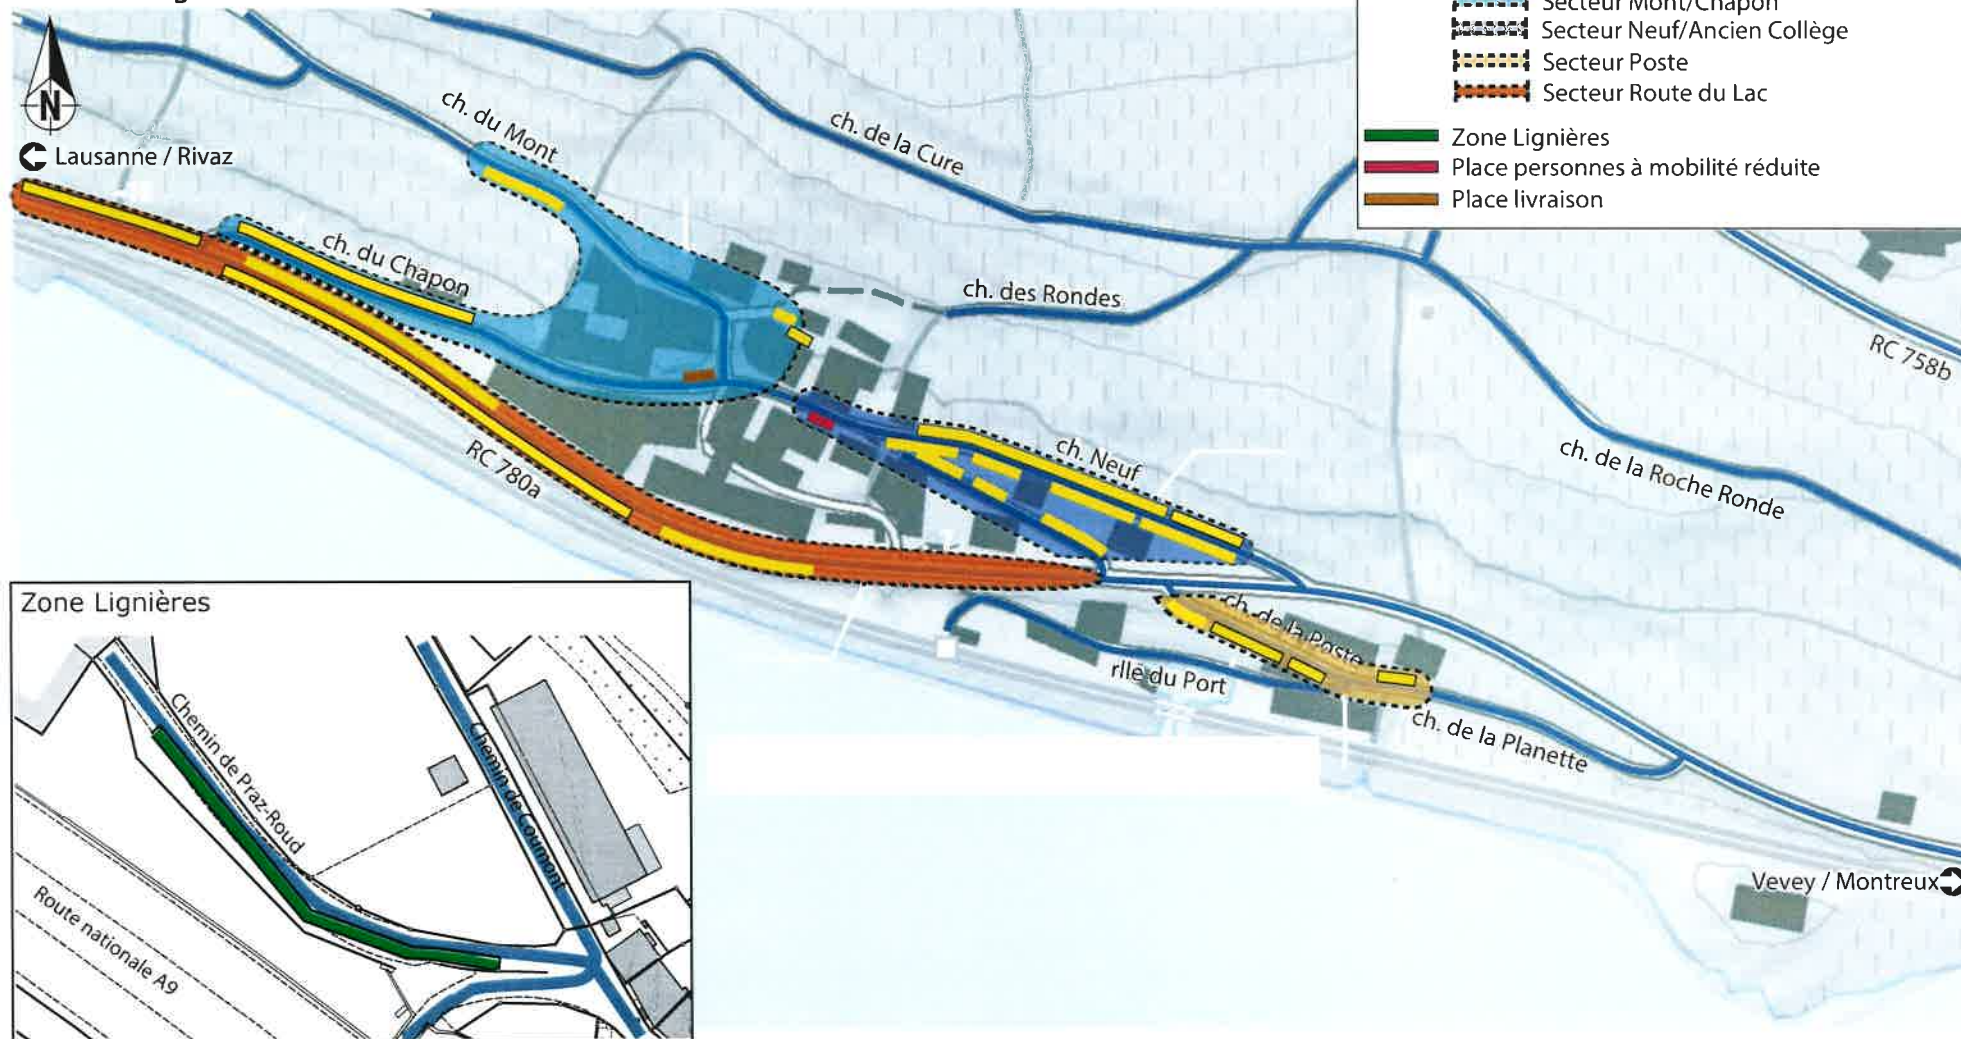 Secteur Mont/Chapon
Secteur Neuf/Ancien Collège
Secteur Poste
Secteur Route du Lac
Zone Lignières
Place personnes à mobilité réduite
Place livraison
N
Lausanne / Rivaz
ch. du Mont
ch. de la Cure
ch. du Chapon
ch. des Rondes
RC 758b
ch. Neuf
ch. de la Roche Ronde
RC 780a
ch. de la Poste
rlle du Port
ch. de la Planette
Vevey / Montreux
Zone Lignières
Chemin de Praz-Roud
Chemin de Coumont
Route nationale A9